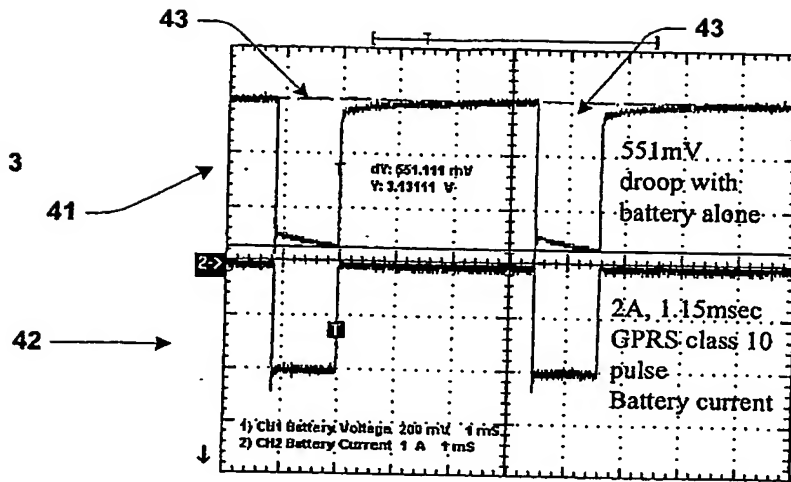 43
43
3
41
dV: 551.111 mV
V: 3.13111 V
551mV
droop with
battery alone
2->
42
T
2A, 1.15msec
GPRS class 10
pulse
Battery current
1) CH1 Battery Voltage 200 mV 1 mS
2) CH2 Battery Current 1 A 1 mS